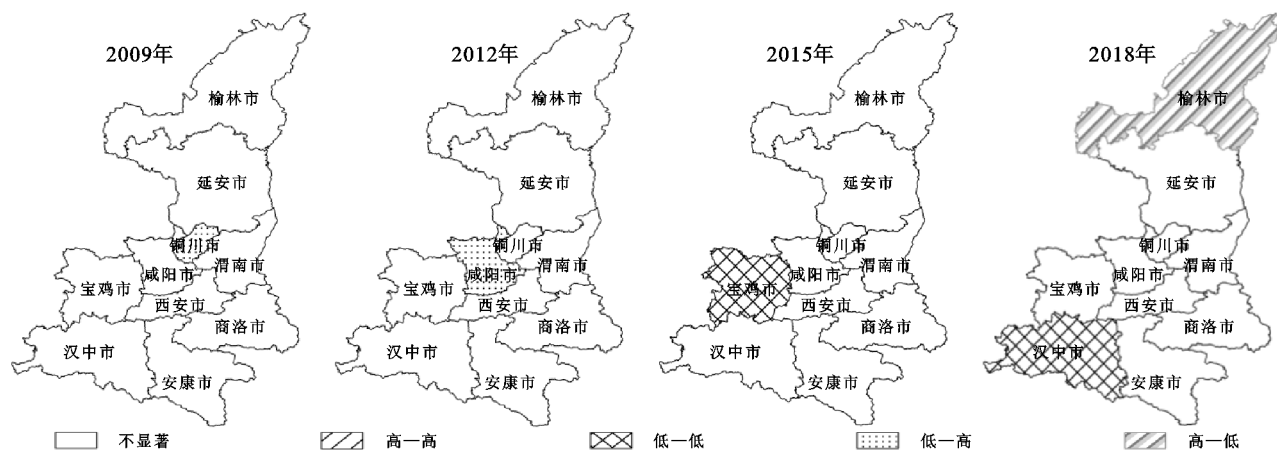 2009年
榆林市
延安市
铜川市
渭南市
咸阳市
宝鸡市
西安市
商洛市
汉中市
安康市
2012年
榆林市
延安市
铜川市
渭南市
咸阳市
宝鸡市
西安市
商洛市
汉中市
安康市
2015年
榆林市
延安市
铜川市
渭南市
咸阳市
宝鸡市
西安市
商洛市
汉中市
安康市
2018年
榆林市
延安市
铜川市
渭南市
咸阳市
宝鸡市
西安市
商洛市
汉中市
安康市
不显著
高—高
低—低
低—高
高—低